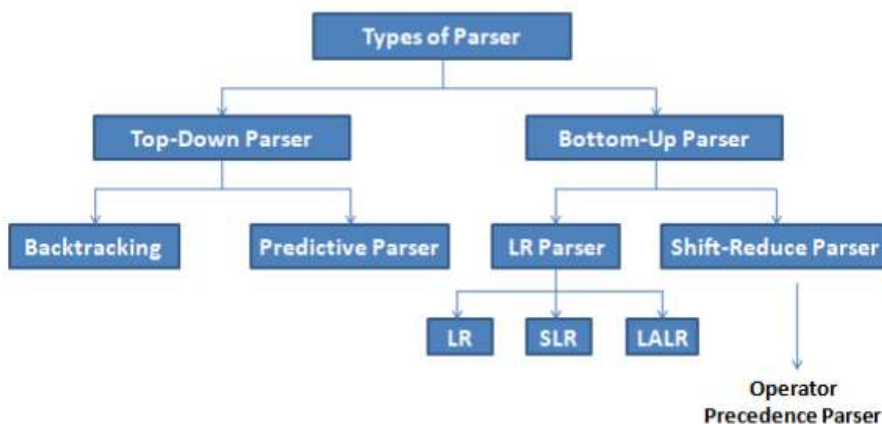 Types of Parser
Top-Down Parser
Bottom-Up Parser
Backtracking
Predictive Parser
LR Parser
Shift-Reduce Parser
LR
SLR
LALR
Operator
Precedence Parser